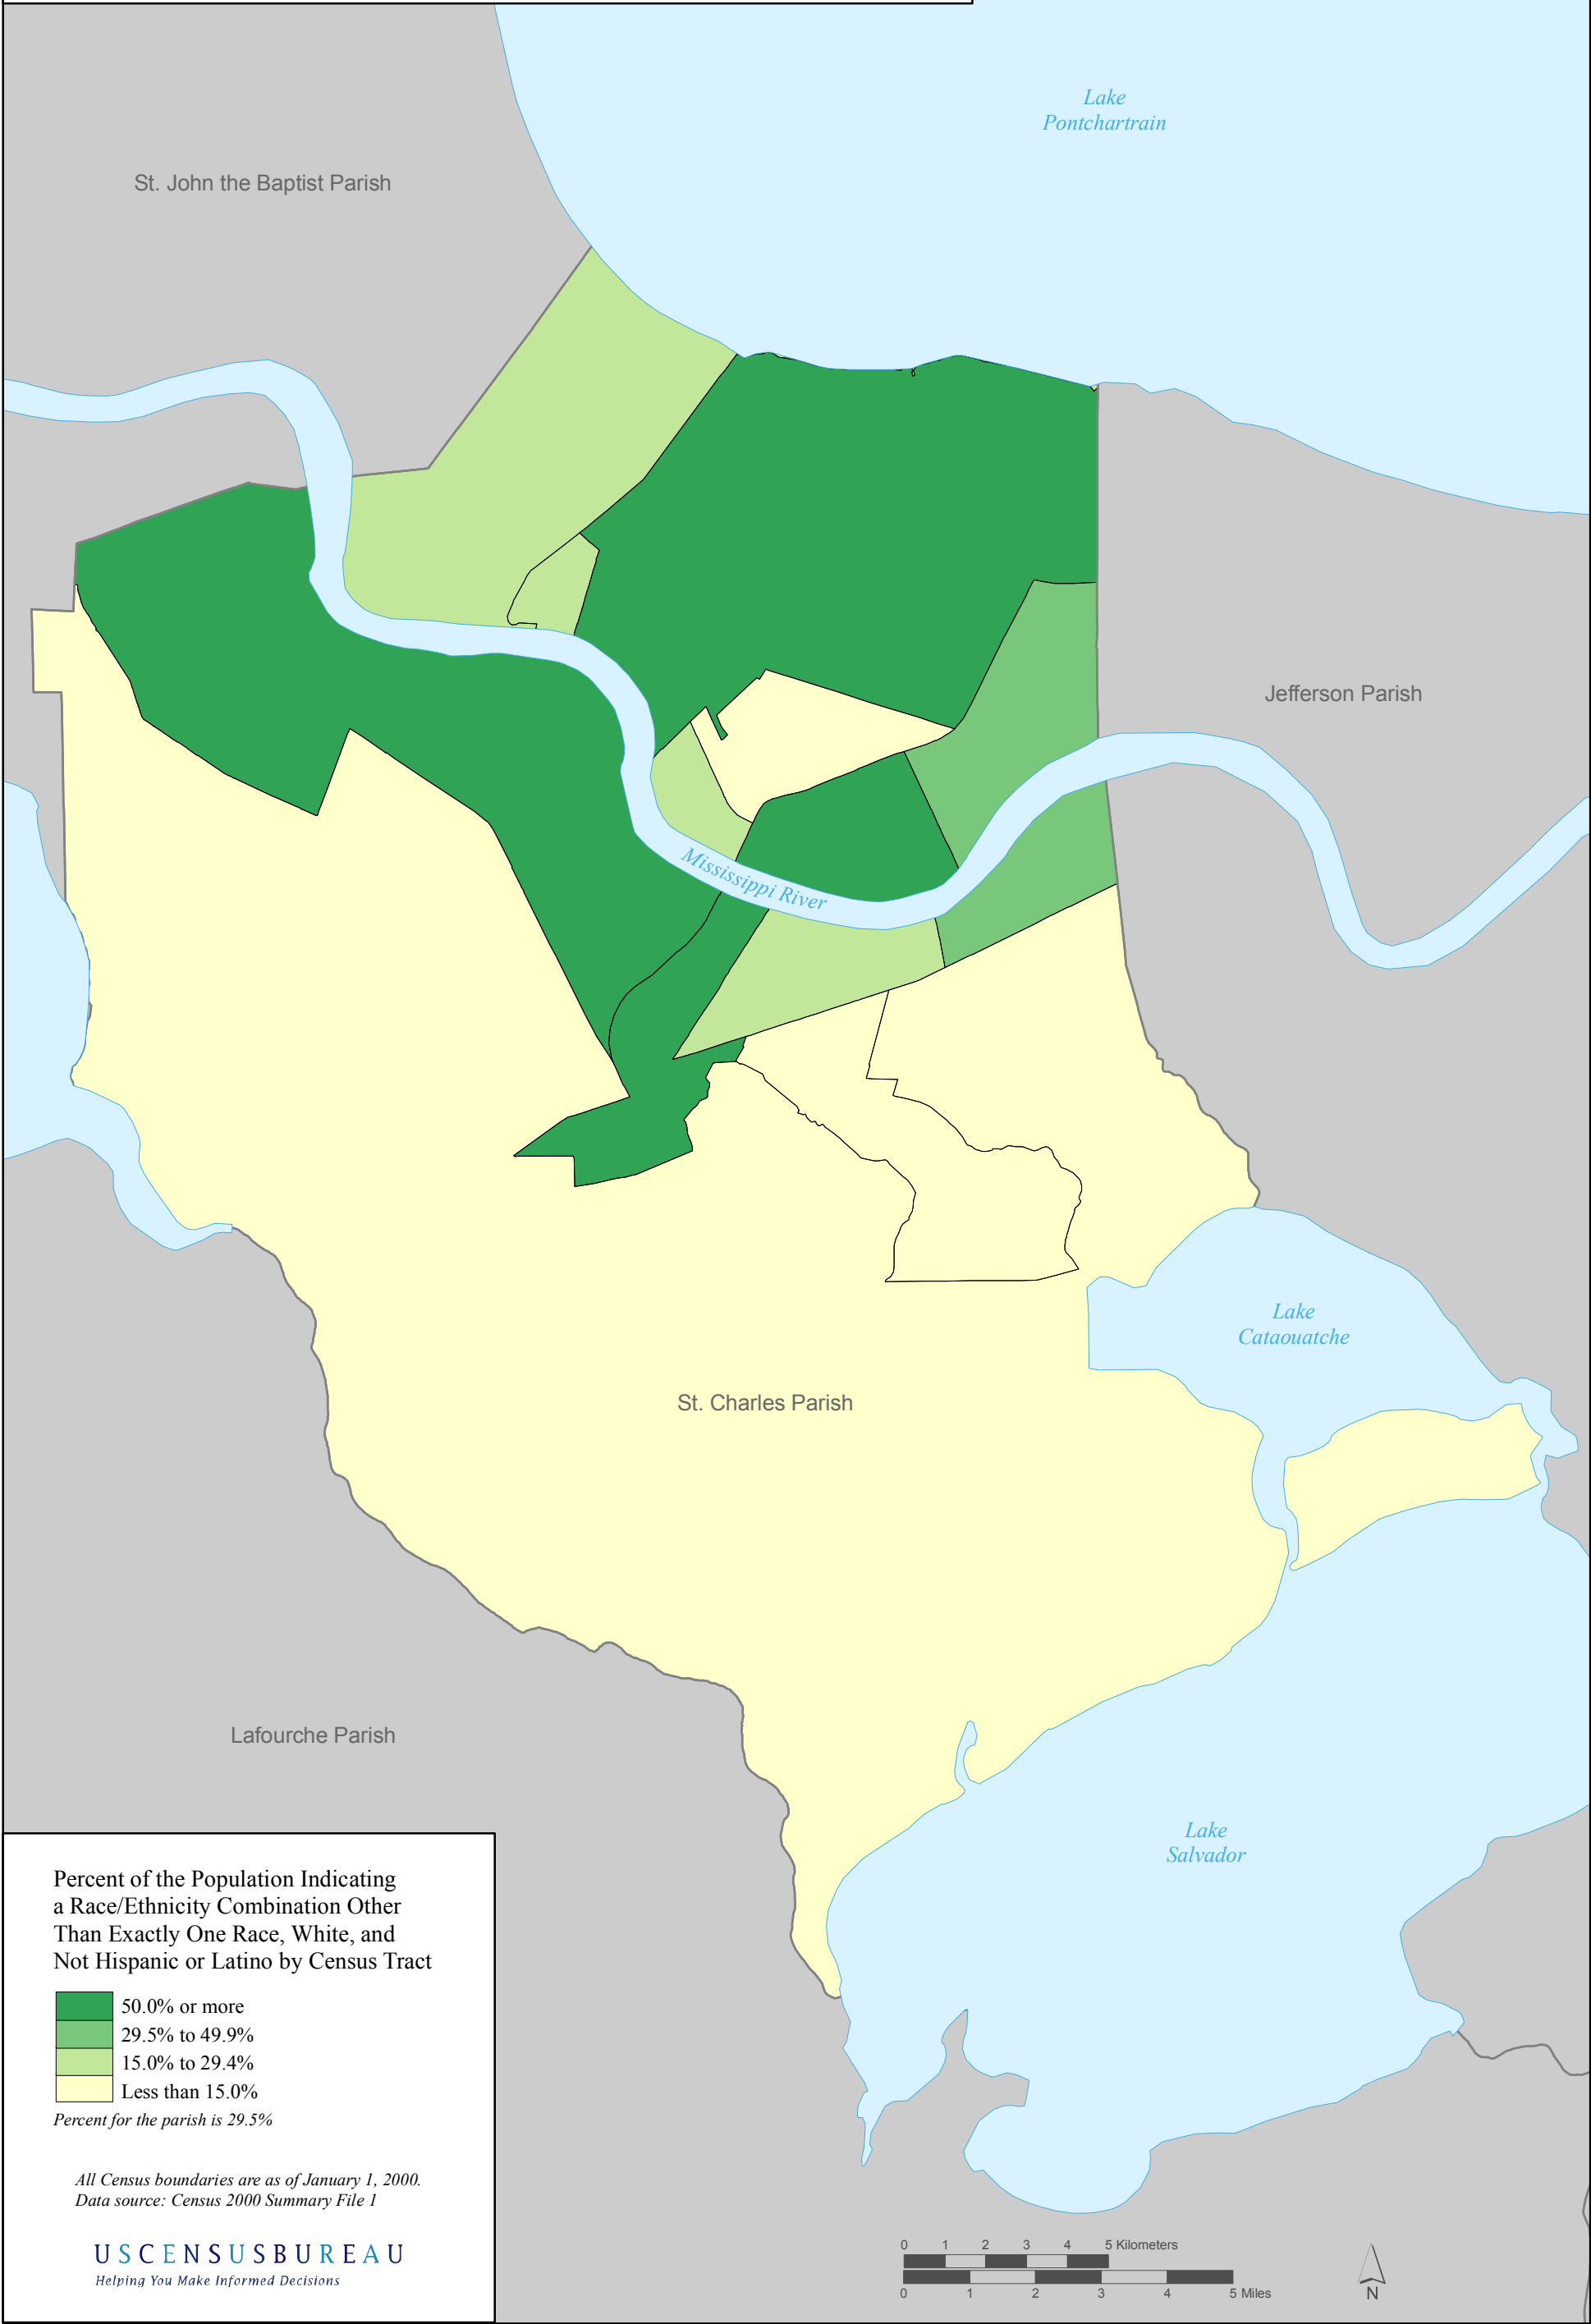 Lake
Pontchartrain
St. John the Baptist Parish
Jefferson Parish
Mississippi River
Lake
Cataouatche
St. Charles Parish
Lafourche Parish
Lake
Salvador
Percent of the Population Indicating
a Race/Ethnicity Combination Other
Than Exactly One Race, White, and
Not Hispanic or Latino by Census Tract
50.0% or more
29.5% to 49.9%
15.0% to 29.4%
Less than 15.0%
Percent for the parish is 29.5%
All Census boundaries are as of January 1, 2000.
Data source: Census 2000 Summary File 1
USCENSUSBUREAU
Helping You Make Informed Decisions
0 1 2 3 4 5 Kilometers
0 1 2 3 4 5 Miles
N